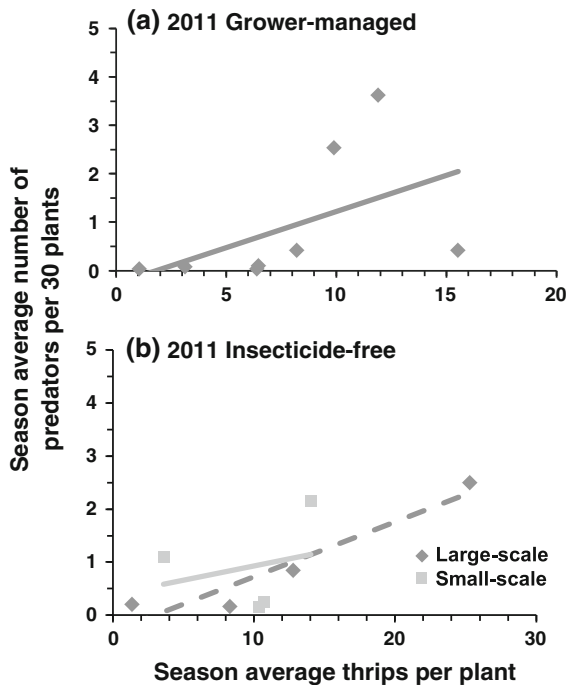 (a) 2011 Grower-managed
5
4
3
2
1
0
0 5 10 15 20
Season average number of
predators per 30 plants
(b) 2011 Insecticide-free
5
4
3
2
1
0
Large-scale
Small-scale
0 10 20 30
Season average thrips per plant